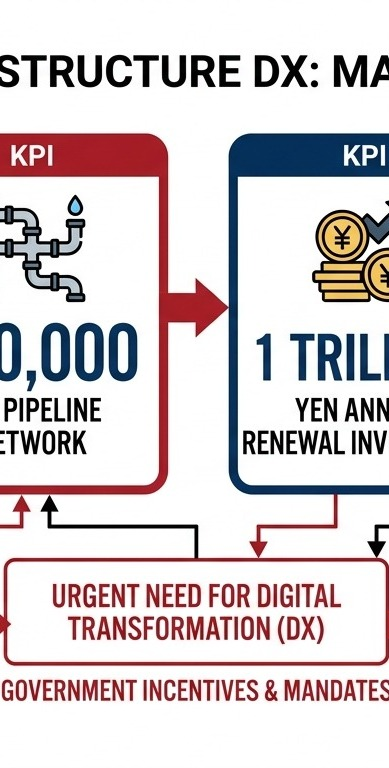 STRUCTURE DX: MA
KPI
0,000
PIPELINE
ETWORK
KPI
1 TRIL
YEN ANN
RENEWAL INV
URGENT NEED FOR DIGITAL
TRANSFORMATION (DX)
GOVERNMENT INCENTIVES & MANDATES